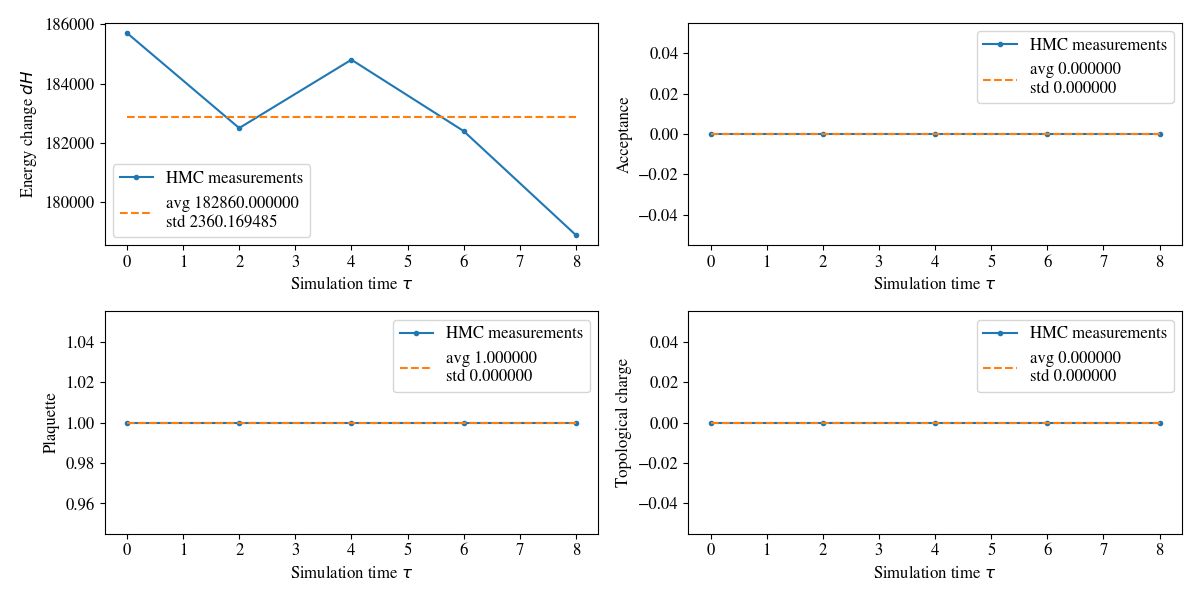 186000
184000
182000
180000
Energy change dH
HMC measurements
avg 182860.000000
std 2360.169485
0 1 2 3 4 5 6 7 8
Simulation time τ
0.04
0.02
0.00
−0.02
−0.04
Acceptance
HMC measurements
avg 0.000000
std 0.000000
0 1 2 3 4 5 6 7 8
Simulation time τ
1.04
1.02
1.00
0.98
0.96
Plaquette
HMC measurements
avg 1.000000
std 0.000000
0 1 2 3 4 5 6 7 8
Simulation time τ
0.04
0.02
0.00
−0.02
−0.04
Topological charge
HMC measurements
avg 0.000000
std 0.000000
0 1 2 3 4 5 6 7 8
Simulation time τ